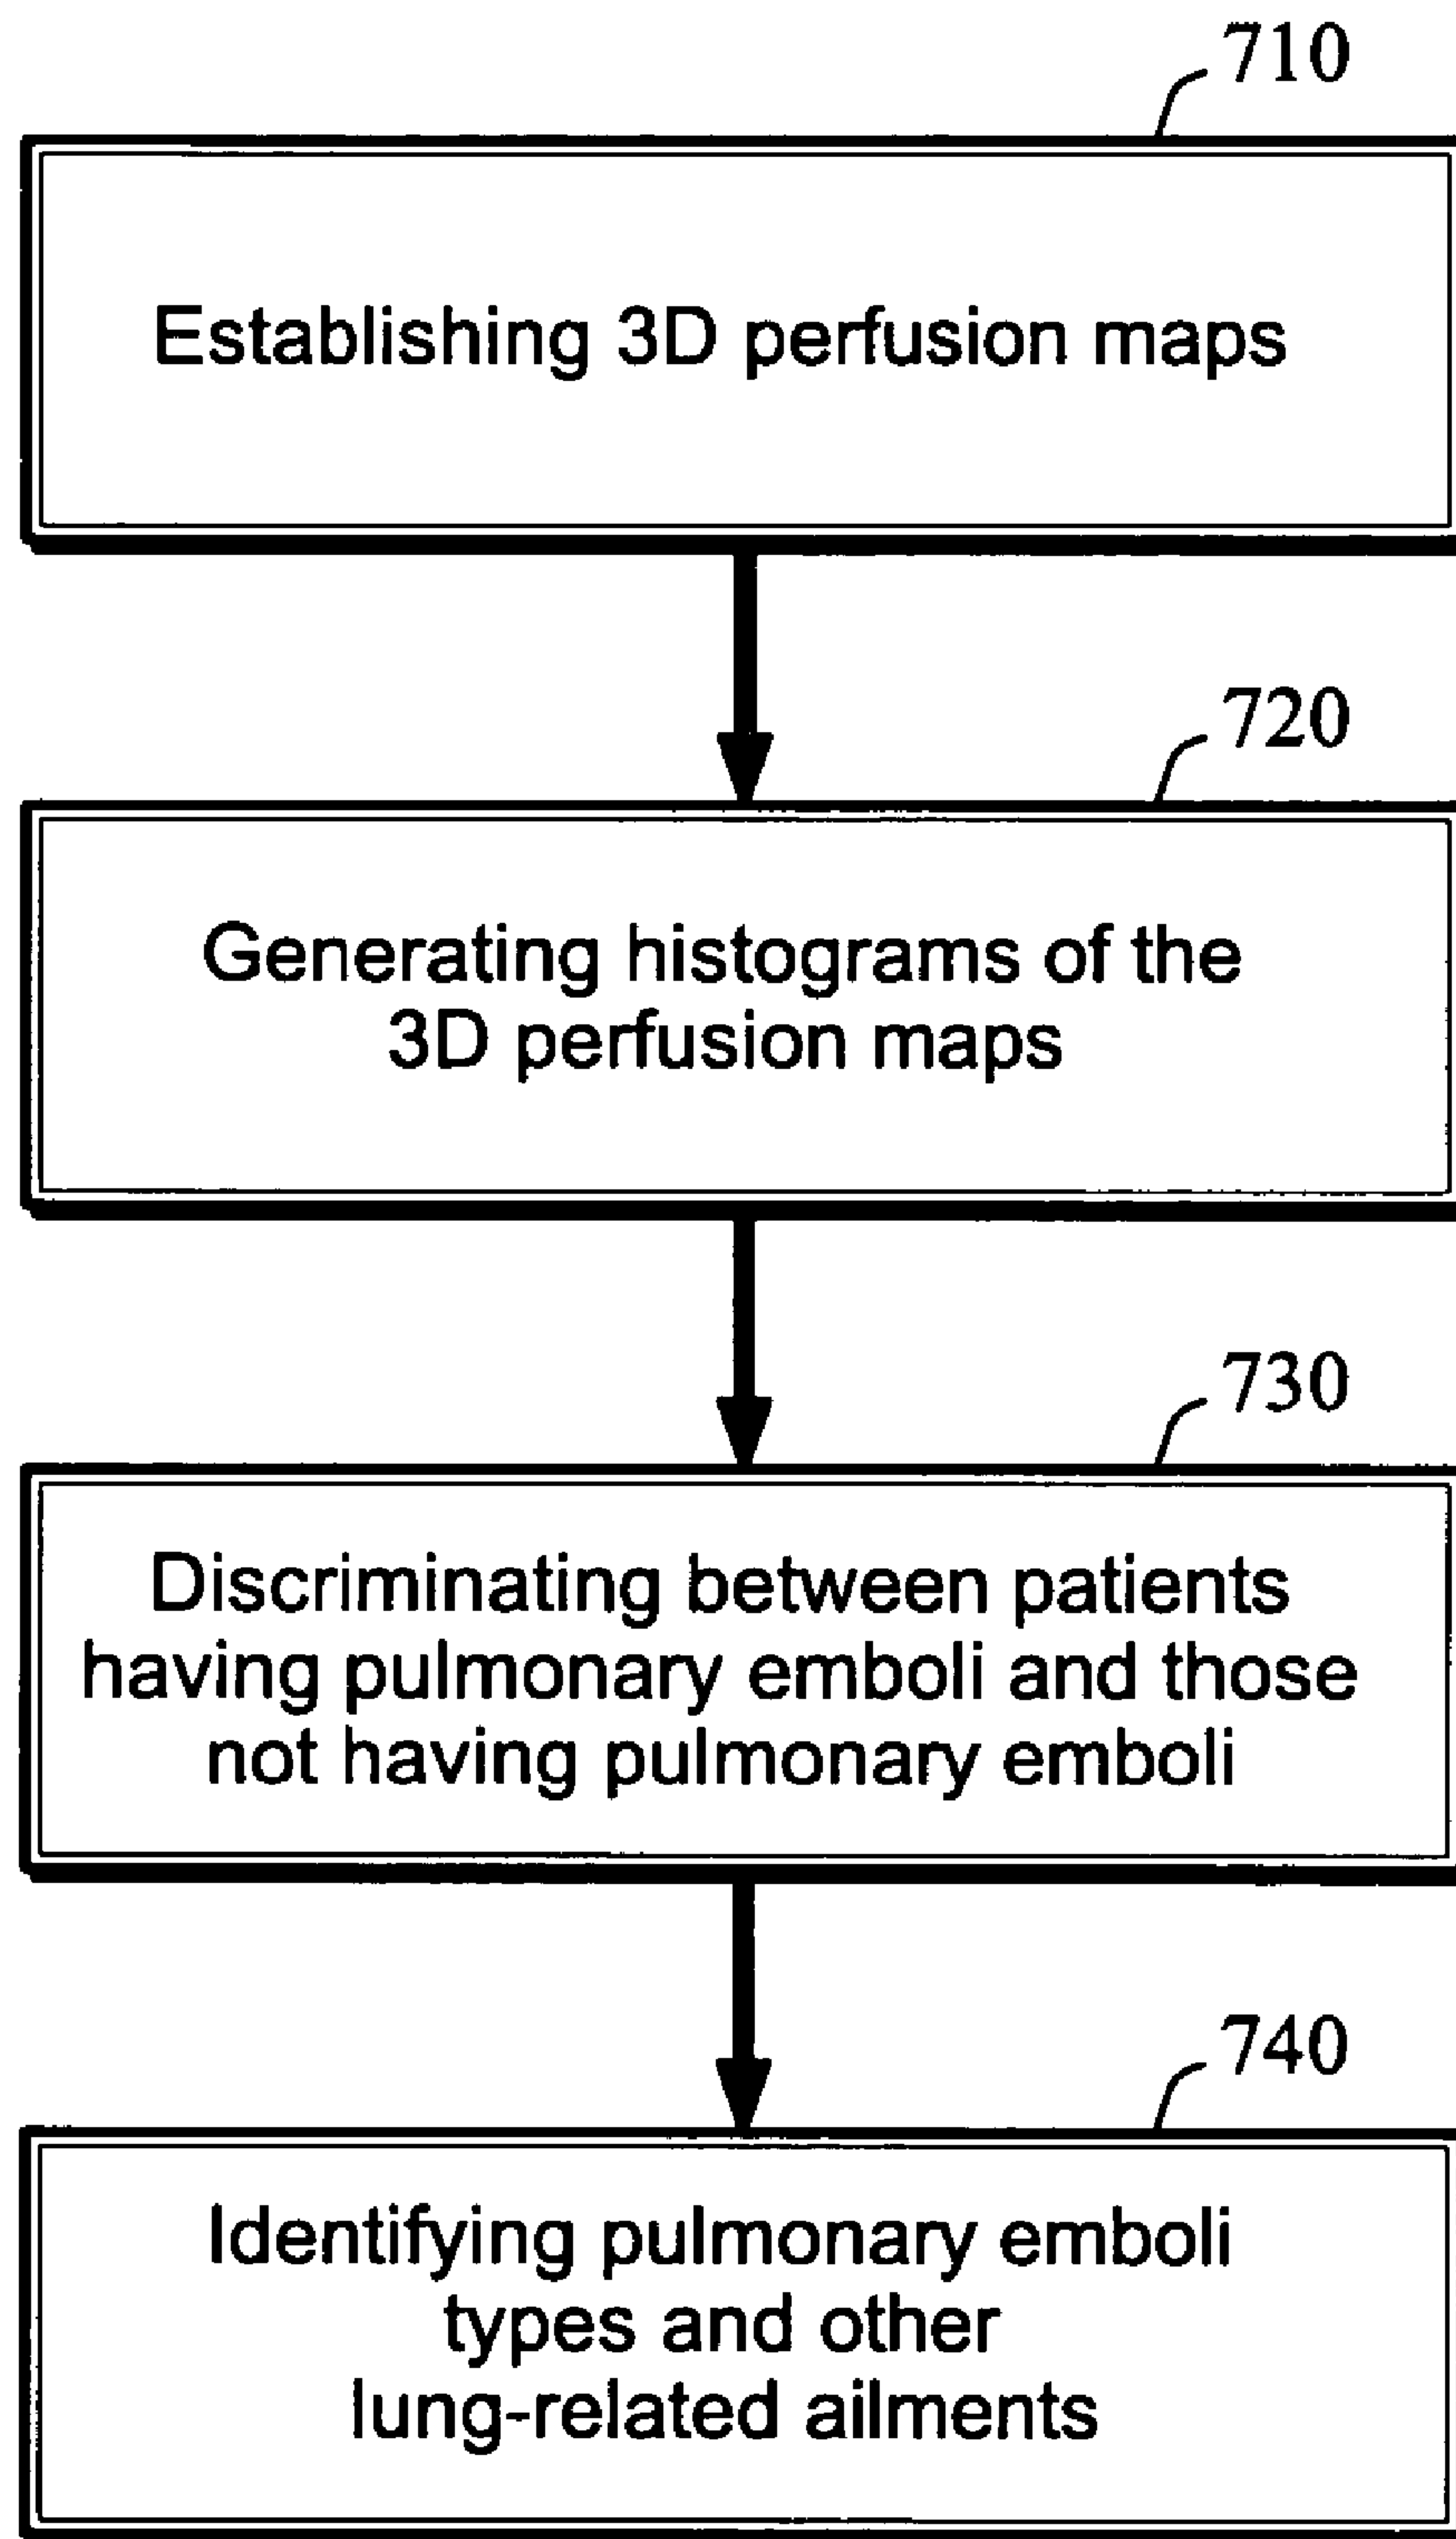 710
Establishing 3D perfusion maps
720
Generating histograms of the
3D perfusion maps
730
Discriminating between patients
having pulmonary emboli and those
not having pulmonary emboli
740
Identifying pulmonary emboli
types and other
lung-related ailments